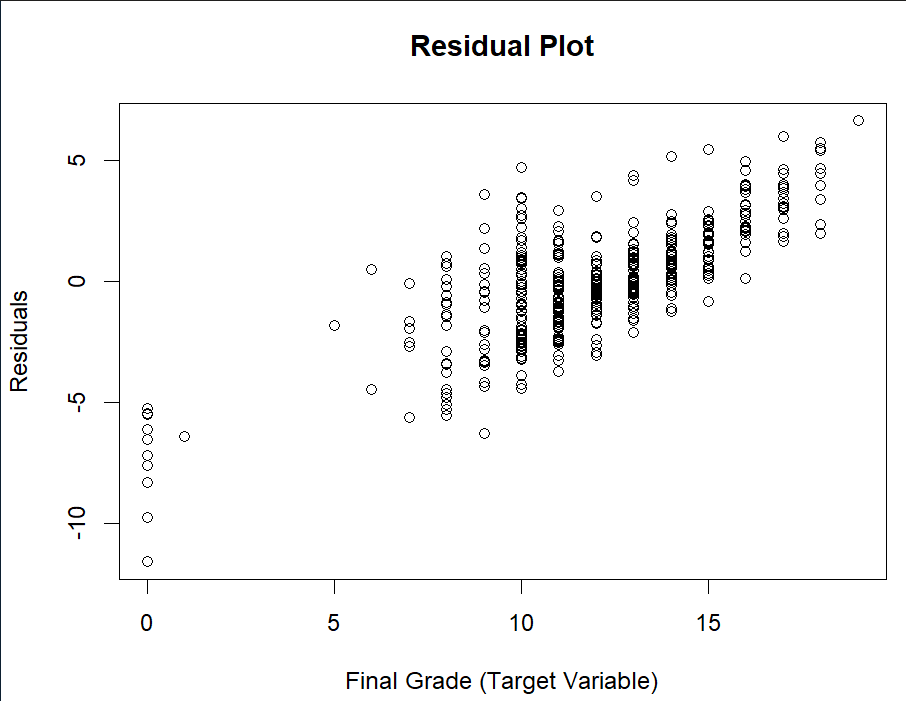 Residual Plot
5
0
-5
-10
Residuals
0 5 10 15
Final Grade (Target Variable)